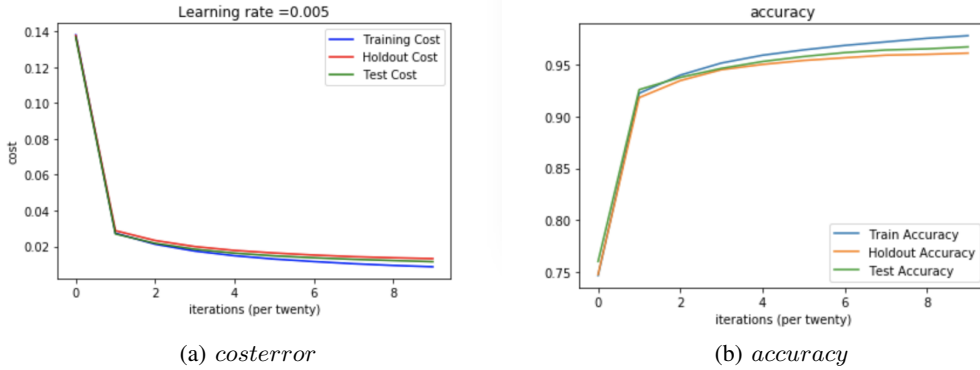 Learning rate =0.005
cost
0.14
0.12
0.10
0.08
0.06
0.04
0.02
Training Cost
Holdout Cost
Test Cost
0 2 4 6 8
iterations (per twenty)
(a) costerror
accuracy
0.95
0.90
0.85
0.80
0.75
Train Accuracy
Holdout Accuracy
Test Accuracy
0 2 4 6 8
iterations (per twenty)
(b) accuracy